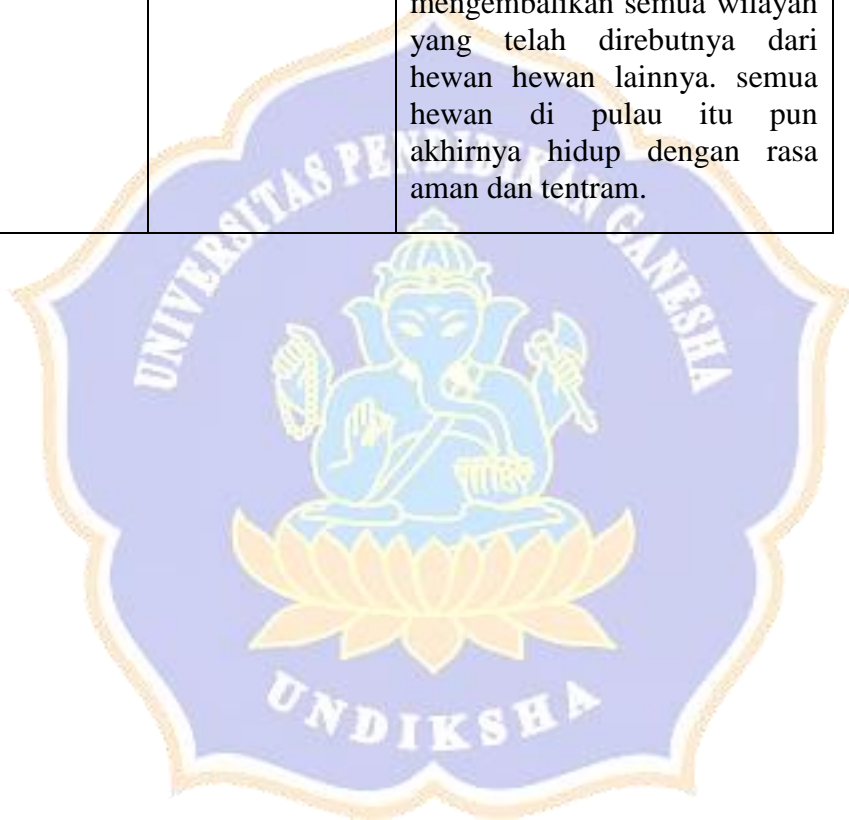 mengembalikan semua wilayah
yang telah direbutnya dari
hewan hewan lainnya. semua
hewan di pulau itu pun
akhirnya hidup dengan rasa
aman dan tentram.
UNIVERSITAS PENDIDIKAN GANESHA
UNDIKSHA